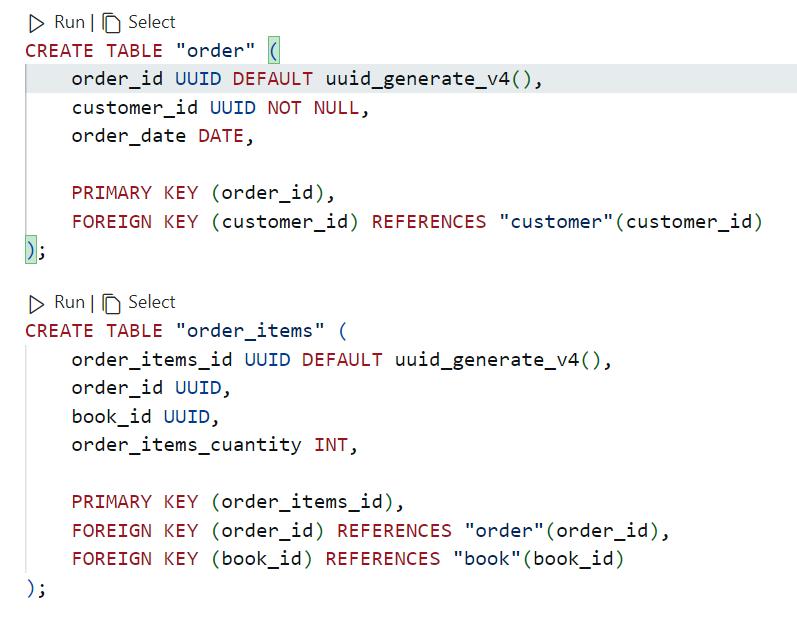 Run | Select
CREATE TABLE "order" (
order_id UUID DEFAULT uuid_generate_v4(),
customer_id UUID NOT NULL,
order_date DATE,
PRIMARY KEY (order_id),
FOREIGN KEY (customer_id) REFERENCES "customer"(customer_id)
);
Run | Select
CREATE TABLE "order_items" (
order_items_id UUID DEFAULT uuid_generate_v4(),
order_id UUID,
book_id UUID,
order_items_cuantity INT,
PRIMARY KEY (order_items_id),
FOREIGN KEY (order_id) REFERENCES "order"(order_id),
FOREIGN KEY (book_id) REFERENCES "book"(book_id)
);